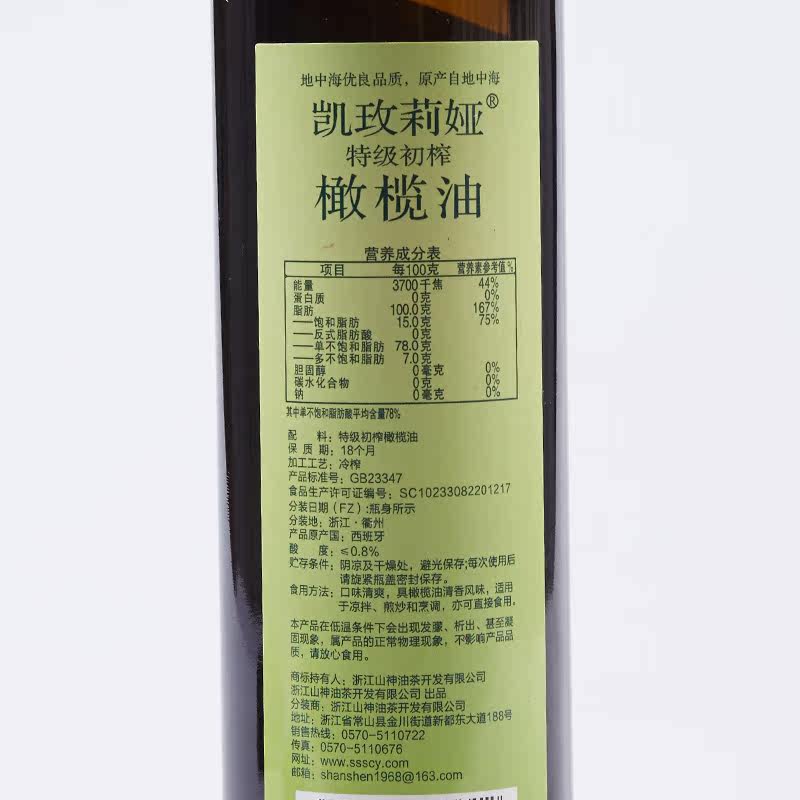 地中海优良品质，原产自地中海
凯玫莉娅®
特级初榨
橄榄油
营养成分表
项目 每100克 营养素参考值%
能量 3700千焦 44%
蛋白质 0克 0%
脂肪 100.0克 167%
——饱和脂肪 15.0克 75%
——反式脂肪酸 0克
——单不饱和脂肪 78.0克
——多不饱和脂肪 7.0克
胆固醇 0毫克 0%
碳水化合物 0克 0%
钠 0毫克 0%
其中单不饱和脂肪酸平均含量78%
配 料：特级初榨橄榄油
保 质 期：18个月
加工工艺：冷榨
产品标准号：GB23347
食品生产许可证编号：SC10233082201217
分装日期（FZ）:瓶身所示
分装地：浙江·衢州
产品原产国：西班牙
酸 度：≤0.8%
贮存条件：阴凉及干燥处，避光保存;每次使用后
请旋紧瓶盖密封保存。
食用方法：口味清爽，具橄榄油清香风味，适用
于凉拌、煎炒和烹调，亦可直接食用。
本产品在低温条件下会出现发朦、析出、甚至凝
固现象，属产品的正常物理现象，不影响产品品
质，请放心食用。
商标持有人：浙江山神油茶开发有限公司
浙江山神油茶开发有限公司 出品
分装商：浙江山神油茶开发有限公司
地址：浙江省常山县金川街道新都东大道188号
销售热线：0570-5110722
传真：0570-5110676
网址：www.ssscy.com
邮箱：shanshen1968@163.com